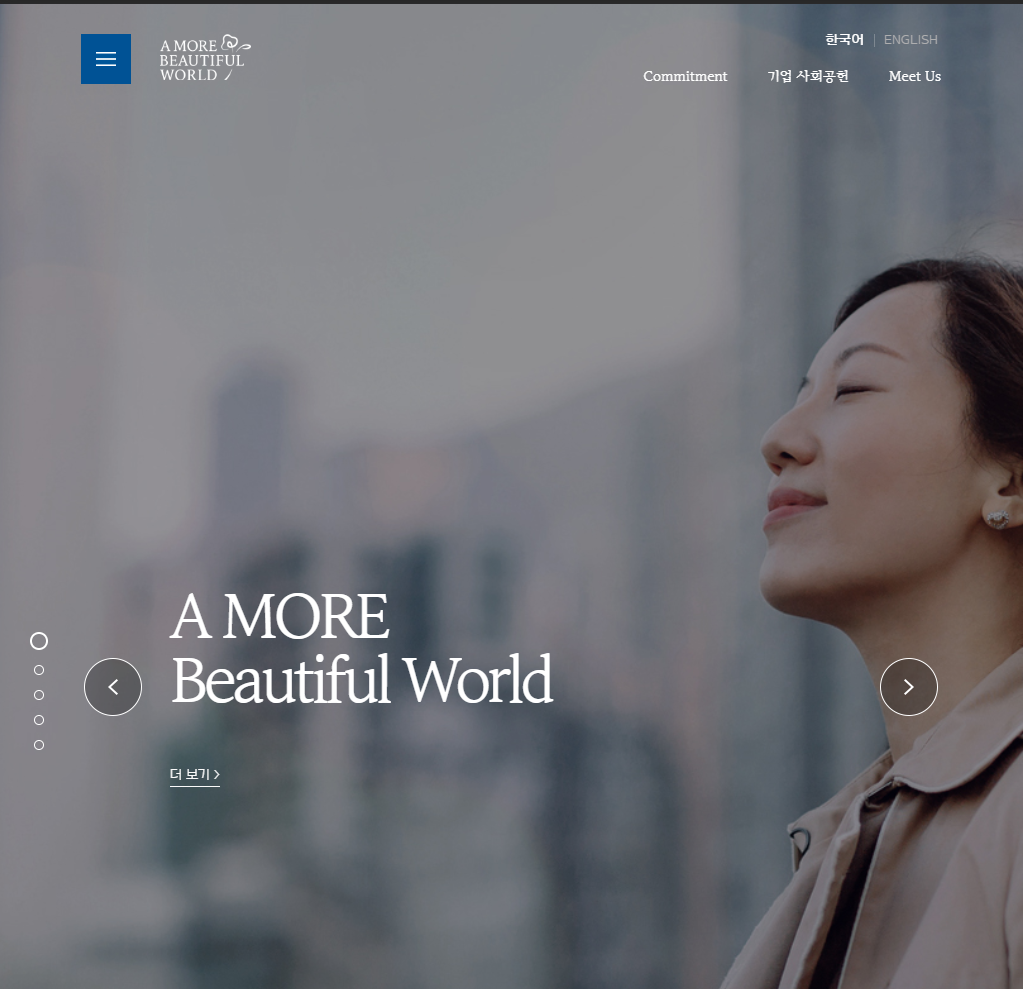 A MORE
BEAUTIFUL
WORLD
한국어 | ENGLISH
Commitment 기업 사회공헌 Meet Us
A MORE
Beautiful World
더 보기 >